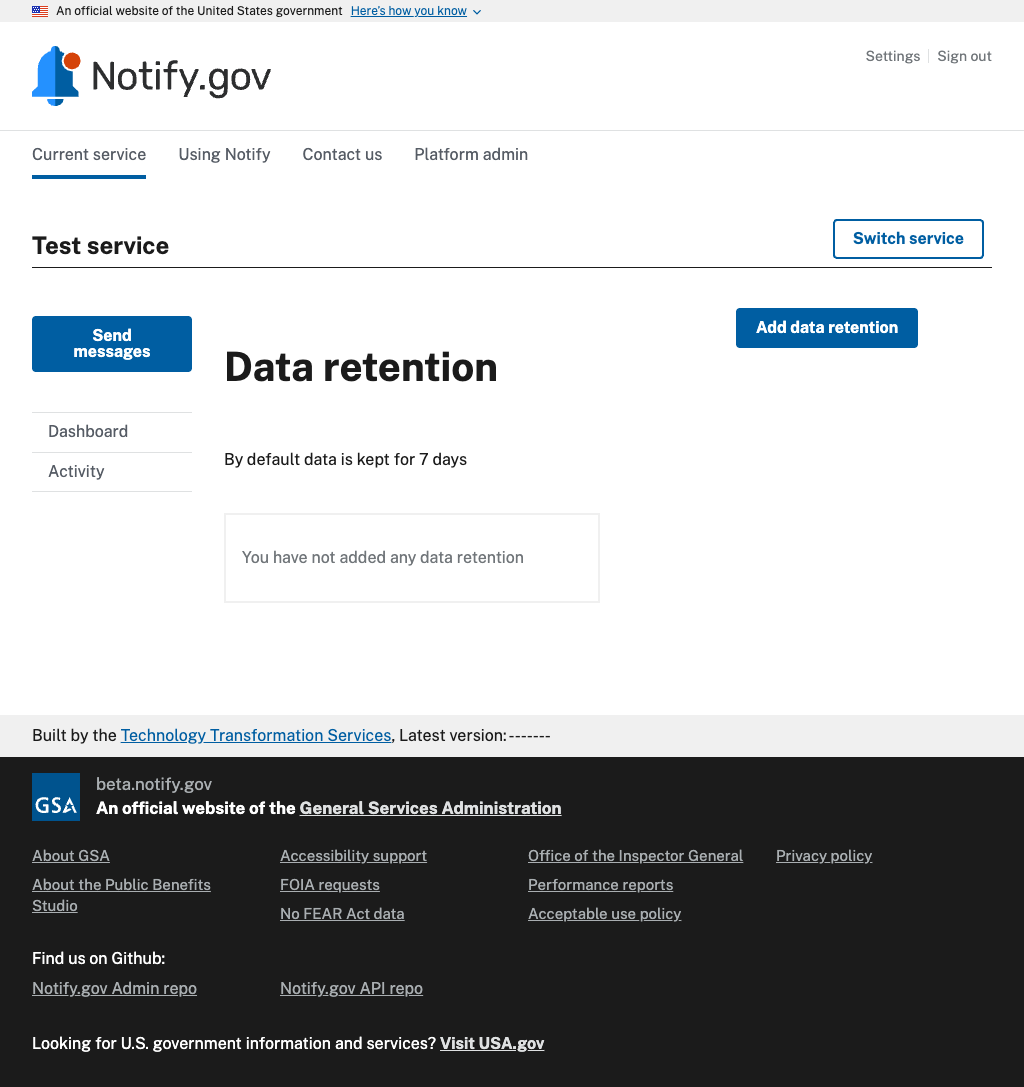 An official website of the United States government Here's how you know
Notify.gov
Settings Sign out
Current service Using Notify Contact us Platform admin
Test service
Switch service
Send
messages
Add data retention
Data retention
Dashboard
Activity
By default data is kept for 7 days
You have not added any data retention
Built by the Technology Transformation Services, Latest version:-------
GSA
beta.notify.gov
An official website of the General Services Administration
About GSA
About the Public Benefits
Studio
Accessibility support
FOIA requests
No FEAR Act data
Office of the Inspector General
Performance reports
Acceptable use policy
Privacy policy
Find us on Github:
Notify.gov Admin repo
Notify.gov API repo
Looking for U.S. government information and services? Visit USA.gov